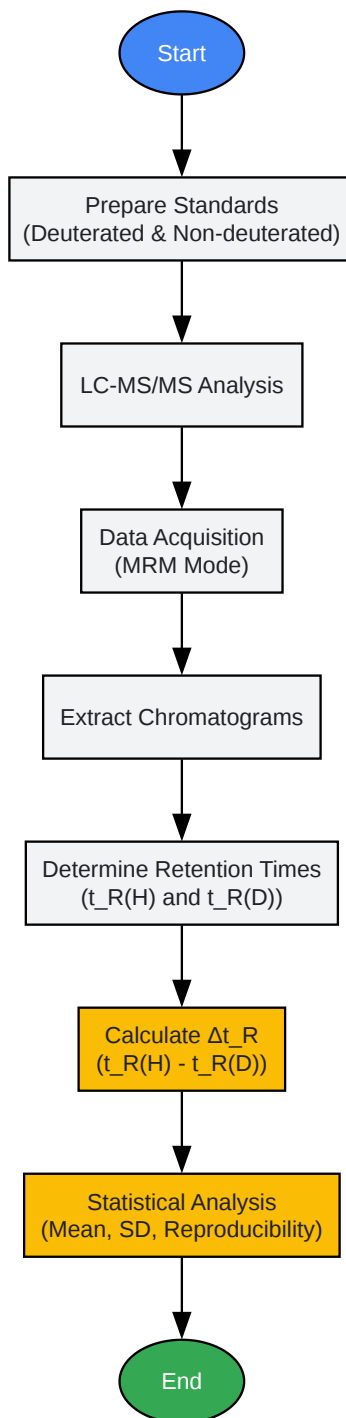 Start
Prepare Standards
(Deuterated & Non-deuterated)
LC-MS/MS Analysis
Data Acquisition
(MRM Mode)
Extract Chromatograms
Determine Retention Times
(t_R(H) and t_R(D))
Calculate Δt_R
(t_R(H) - t_R(D))
Statistical Analysis
(Mean, SD, Reproducibility)
End